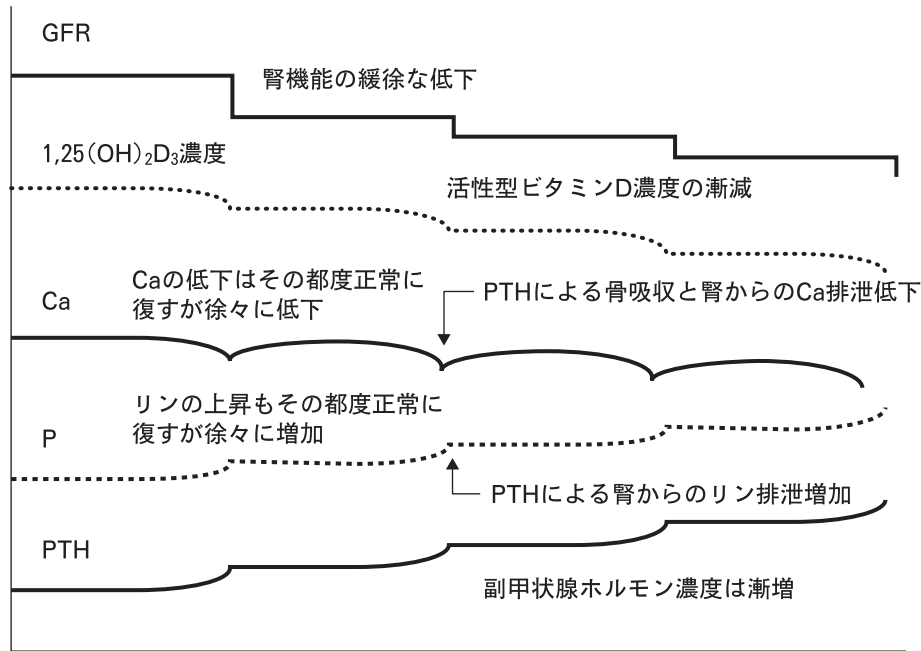 GFR
腎機能の緩徐な低下
1,25(OH)₂D₃濃度
活性型ビタミンD濃度の漸減
Ca
Caの低下はその都度正常に
復すが徐々に低下
PTHによる骨吸収と腎からのCa排泄低下
P
リンの上昇もその都度正常に
復すが徐々に増加
PTHによる腎からのリン排泄増加
PTH
副甲状腺ホルモン濃度は漸増